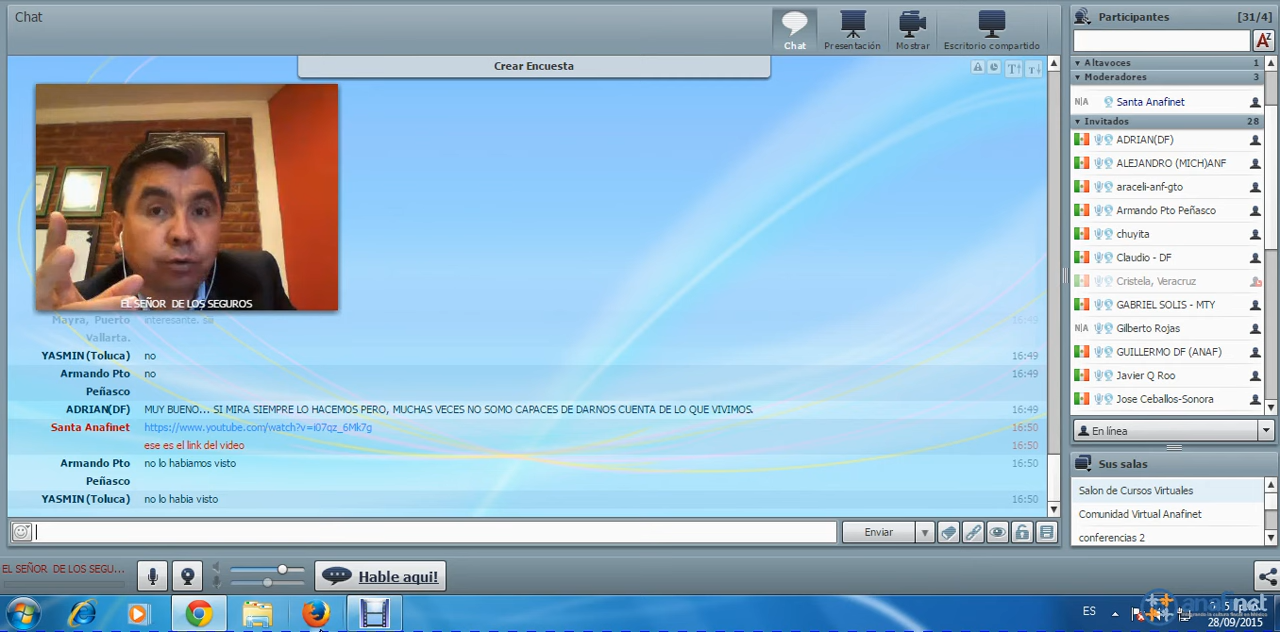 Chat
Chat
Presentación
Mostrar
Escritorio compartido
Crear Encuesta
EL SEÑOR DE LOS SEGUROS
Mayra, Puerto Vallarta. interesante. sii 16:49
YASMIN (Toluca) no 16:49
Armando Pto Peñasco no 16:49
ADRIAN(DF) MUY BUENO... SI MIRA SIEMPRE LO HACEMOS PERO, MUCHAS VECES NO SOMO CAPACES DE DARNOS CUENTA DE LO QUE VIVIMOS. 16:49
Santa Anafinet https://www.youtube.com/watch?v=i07qz_6Mk7g 16:50
ese es el link del video 16:50
Armando Pto Peñasco no lo habiamos visto 16:50
YASMIN (Toluca) no lo habia visto 16:50
Enviar
EL SEÑOR DE LOS SEGU...
Hable aqui!
Participantes [31/4]
Altavoces 1
Moderadores 3
N/A Santa Anafinet
Invitados 28
ADRIAN(DF)
ALEJANDRO (MICH)ANF
araceli-anf-gto
Armando Pto Peñasco
chuyita
Claudio - DF
Cristela, Veracruz
GABRIEL SOLIS - MTY
N/A Gilberto Rojas
GUILLERMO DF (ANAF)
Javier Q Roo
Jose Ceballos-Sonora
En línea
Sus salas
Salon de Cursos Virtuales
Comunidad Virtual Anafinet
conferencias 2
ES
anafinet
28/09/2015